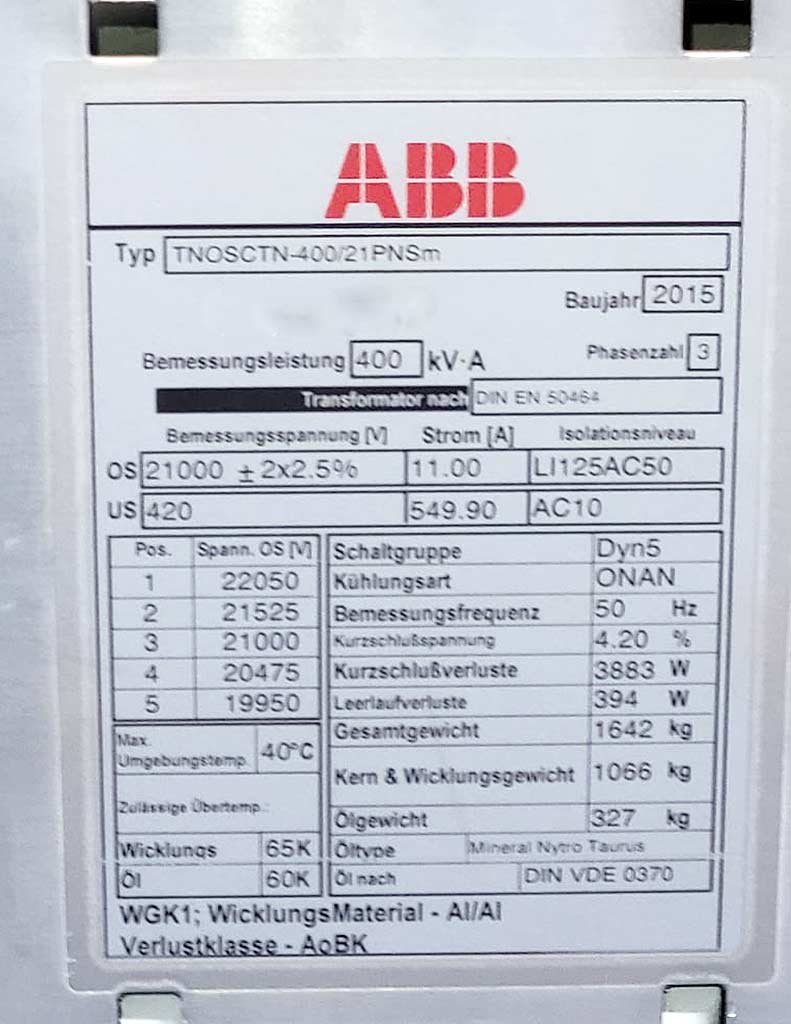 ABB
Typ TNOSCTN-400/21PNSm
Baujahr 2015
Bemessungsleistung 400 kV·A Phasenzahl 3
Transformator nach DIN EN 50464
Bemessungsspannung [V] Strom [A] Isolationsniveau
OS 21000 ± 2x2.5% 11.00 LI125AC50
US 420 549.90 AC10
Pos. Spann. OS [V]
1 22050
2 21525
3 21000
4 20475
5 19950
Max.
Umgebungstemp. 40°C
Zulässige Übertemp.:
Wicklungs 65K
Öl 60K
Schaltgruppe Dyn5
Kühlungsart ONAN
Bemessungsfrequenz 50 Hz
Kurzschlußspannung 4.20 %
Kurzschlußverluste 3883 W
Leerlaufverluste 394 W
Gesamtgewicht 1642 kg
Kern & Wicklungsgewicht 1066 kg
Ölgewicht 327 kg
Öltype Mineral Nytro Taurus
Öl nach DIN VDE 0370
WGK1; WicklungsMaterial - Al/Al
Verlustklasse - AoBK